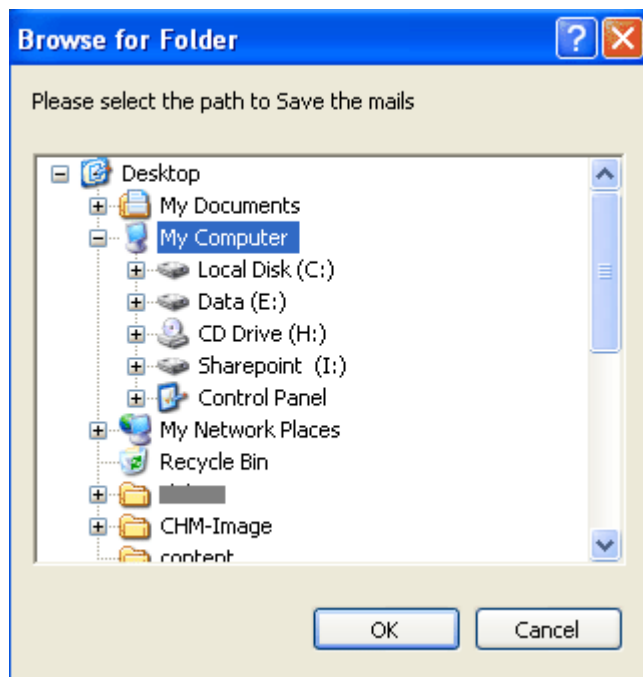 Browse for Folder
Please select the path to Save the mails
Desktop
My Documents
My Computer
Local Disk (C:)
Data (E:)
CD Drive (H:)
Sharepoint (I:)
Control Panel
My Network Places
Recycle Bin
CHM-Image
content
OK Cancel